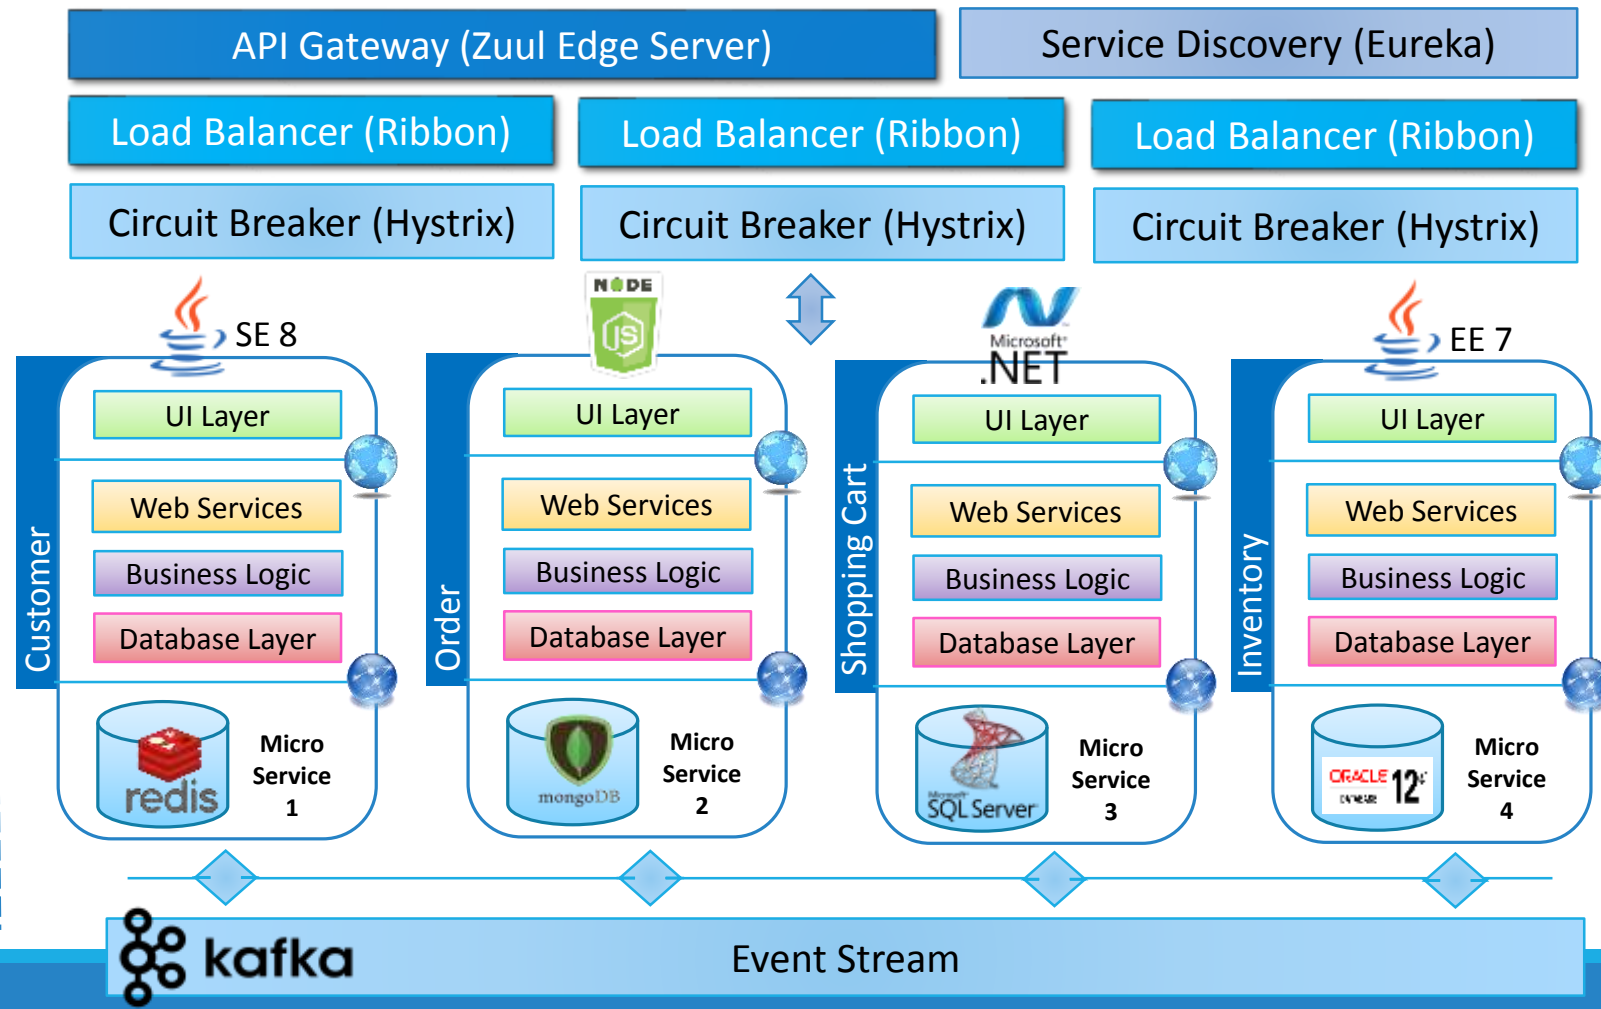 API Gateway (Zuul Edge Server)
Service Discovery (Eureka)
Load Balancer (Ribbon)
Load Balancer (Ribbon)
Load Balancer (Ribbon)
Circuit Breaker (Hystrix)
Circuit Breaker (Hystrix)
Circuit Breaker (Hystrix)
SE 8
NODE
JS
Microsoft
.NET
EE 7
Customer
UI Layer
Web Services
Business Logic
Database Layer
redis
Micro
Service
1
Order
UI Layer
Web Services
Business Logic
Database Layer
mongoDB
Micro
Service
2
Shopping Cart
UI Layer
Web Services
Business Logic
Database Layer
Microsoft
SQL Server
Micro
Service
3
Inventory
UI Layer
Web Services
Business Logic
Database Layer
ORACLE
DATABASE
12c
Micro
Service
4
kafka
Event Stream